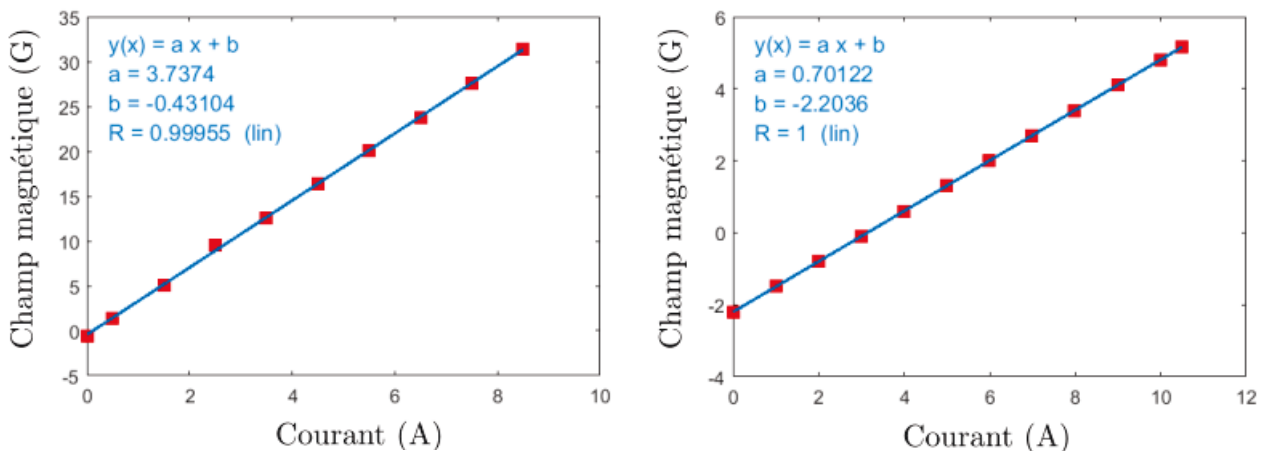 Champ magnétique (G)
35
30
25
20
15
10
5
0
-5
y(x) = a x + b
a = 3.7374
b = -0.43104
R = 0.99955 (lin)
0 2 4 6 8 10
Courant (A)
Champ magnétique (G)
6
4
2
0
-2
-4
y(x) = a x + b
a = 0.70122
b = -2.2036
R = 1 (lin)
0 2 4 6 8 10 12
Courant (A)